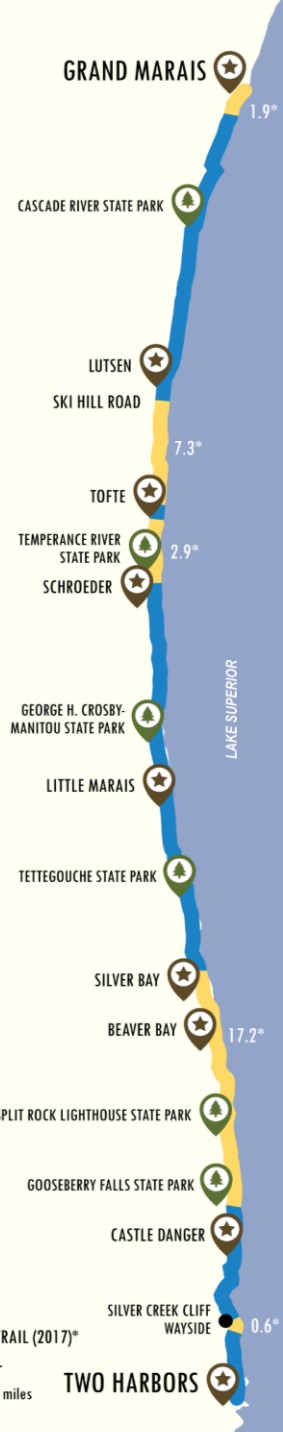 GRAND MARAIS
1.9*
CASCADE RIVER STATE PARK
LUTSEN
SKI HILL ROAD
7.3*
TOFTE
TEMPERANCE RIVER
STATE PARK
2.9*
SCHROEDER
LAKE SUPERIOR
GEORGE H. CROSBY-
MANITOU STATE PARK
LITTLE MARAIS
TETTEGOUCHE STATE PARK
SILVER BAY
BEAVER BAY
17.2*
SPLIT ROCK LIGHTHOUSE STATE PARK
GOOSEBERRY FALLS STATE PARK
CASTLE DANGER
SILVER CREEK CLIFF
WAYSIDE
0.6*
TRAIL (2017)*
miles
TWO HARBORS